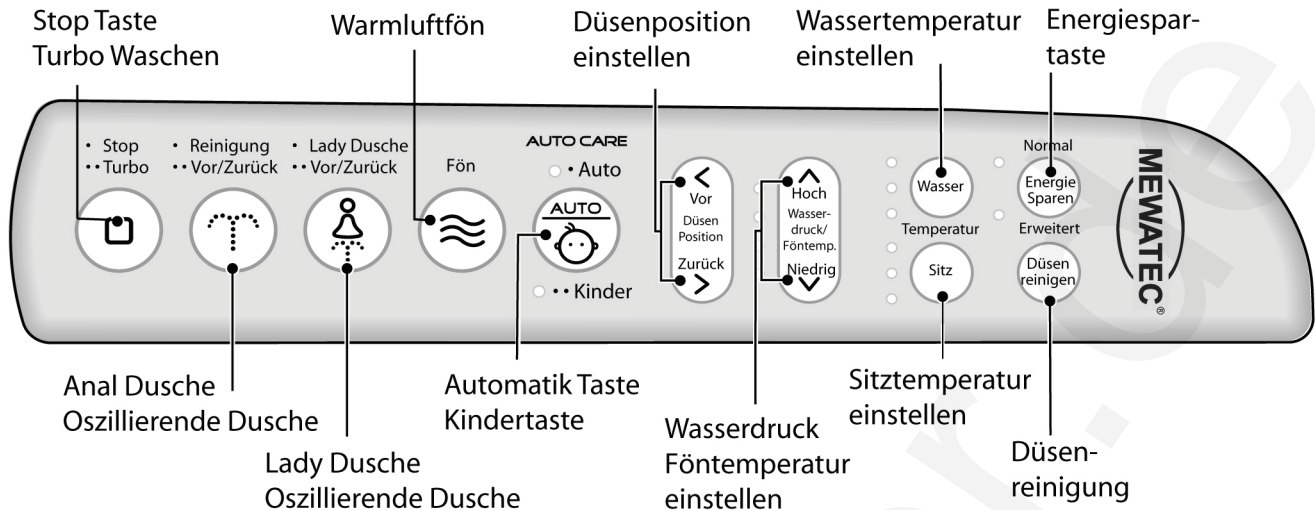 Stop Taste
Turbo Waschen
Warmluftfön
Düsenposition
einstellen
Wassertemperatur
einstellen
Energiespar-
taste
• Stop
•• Turbo
• Reinigung
•• Vor/Zurück
• Lady Dusche
•• Vor/Zurück
Fön
AUTO CARE
• Auto
AUTO
•• Kinder
Vor
Düsen
Position
Zurück
Hoch
Wasser-
druck/
Föntemp.
Niedrig
Wasser
Temperatur
Sitz
Normal
Energie
Sparen
Erweitert
Düsen
reinigen
MEWATEC®
Anal Dusche
Oszillierende Dusche
Lady Dusche
Oszillierende Dusche
Automatik Taste
Kindertaste
Wasserdruck
Föntemperatur
einstellen
Sitztemperatur
einstellen
Düsen-
reinigung